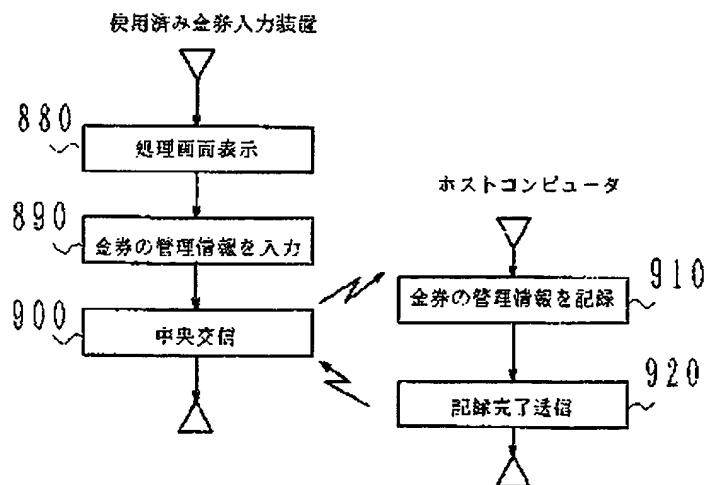 使用済み金券入力装置
880
処理画面表示
890
金券の管理情報を入力
900
中央交信
ホストコンピュータ
金券の管理情報を記録
910
記録完了送信
920